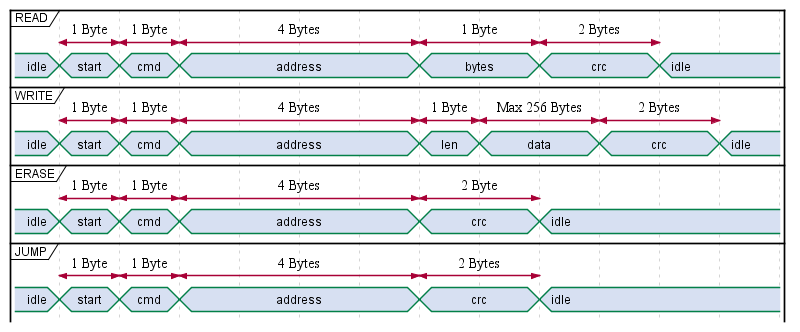 READ
1 Byte 1 Byte 4 Bytes 1 Byte 2 Bytes
idle start cmd address bytes crc idle
WRITE
1 Byte 1 Byte 4 Bytes 1 Byte Max 256 Bytes 2 Bytes
idle start cmd address len data crc idle
ERASE
1 Byte 1 Byte 4 Bytes 2 Byte
idle start cmd address crc idle
JUMP
1 Byte 1 Byte 4 Bytes 2 Bytes
idle start cmd address crc idle